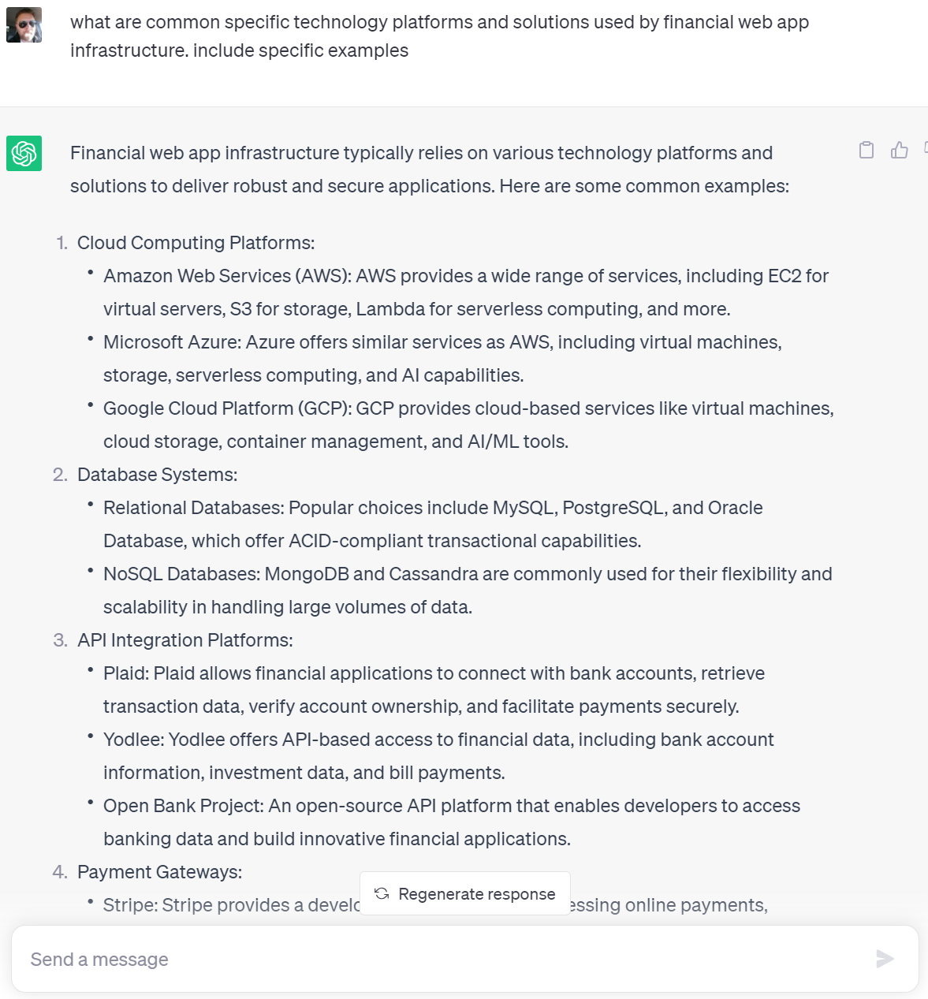 what are common specific technology platforms and solutions used by financial web app
infrastructure. include specific examples
Financial web app infrastructure typically relies on various technology platforms and
solutions to deliver robust and secure applications. Here are some common examples:
1. Cloud Computing Platforms:
• Amazon Web Services (AWS): AWS provides a wide range of services, including EC2 for
virtual servers, S3 for storage, Lambda for serverless computing, and more.
• Microsoft Azure: Azure offers similar services as AWS, including virtual machines,
storage, serverless computing, and AI capabilities.
• Google Cloud Platform (GCP): GCP provides cloud-based services like virtual machines,
cloud storage, container management, and AI/ML tools.
2. Database Systems:
• Relational Databases: Popular choices include MySQL, PostgreSQL, and Oracle
Database, which offer ACID-compliant transactional capabilities.
• NoSQL Databases: MongoDB and Cassandra are commonly used for their flexibility and
scalability in handling large volumes of data.
3. API Integration Platforms:
• Plaid: Plaid allows financial applications to connect with bank accounts, retrieve
transaction data, verify account ownership, and facilitate payments securely.
• Yodlee: Yodlee offers API-based access to financial data, including bank account
information, investment data, and bill payments.
• Open Bank Project: An open-source API platform that enables developers to access
banking data and build innovative financial applications.
4. Payment Gateways:
• Stripe: Stripe provides a online payments,
Regenerate response
Send a message